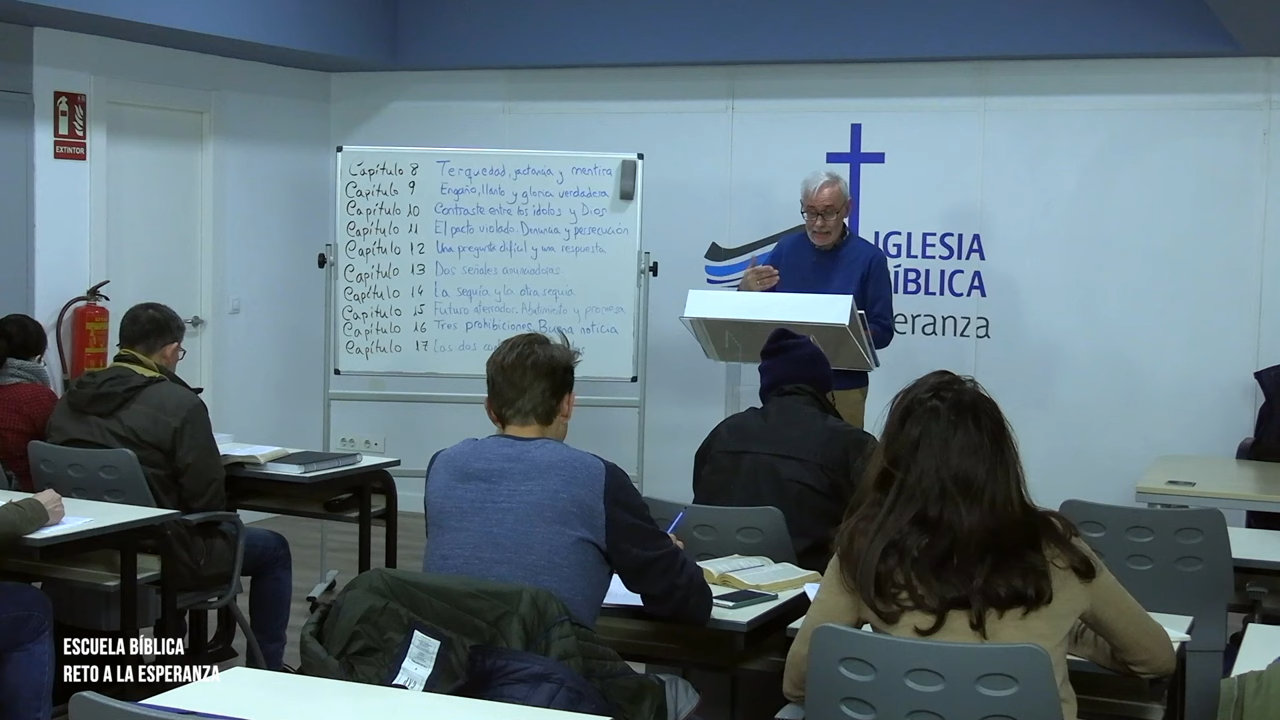 EXTINTOR
Capítulo 8 Terquedad, jactancia y mentira
Capítulo 9 Engaño, llanto y gloria verdadera
Capítulo 10 Contraste entre los ídolos y Dios
Capítulo 11 El pacto violado. Denuncia y persecución
Capítulo 12 Una pregunta difícil y una respuesta
Capítulo 13 Dos señales anunciadoras
Capítulo 14 La sequía y la otra sequía
Capítulo 15 Futuro aterrador. Abatimiento y promesa
Capítulo 16 Tres prohibiciones. Buena noticia
Capítulo 17 Los dos
IGLESIA
BÍBLICA
eranza
ESCUELA BÍBLICA
RETO A LA ESPERANZA